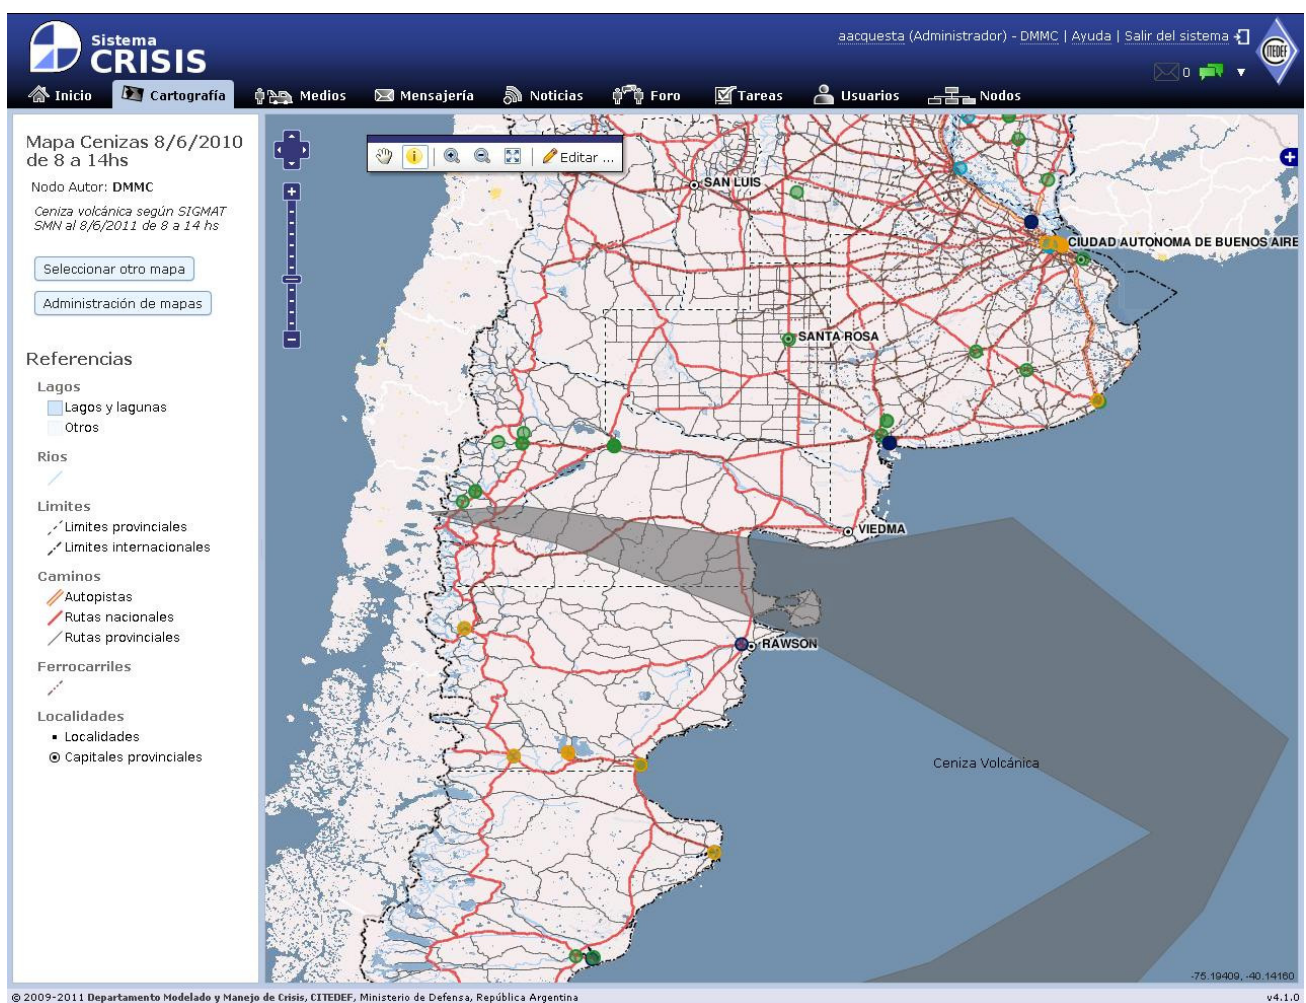 Sistema
CRISIS
aacquesta (Administrador) - DMMC | Ayuda | Salir del sistema
CITEDEF
0
Inicio
Cartografía
Medios
Mensajería
Noticias
Foro
Tareas
Usuarios
Nodos
Mapa Cenizas 8/6/2010
de 8 a 14hs
Nodo Autor: DMMC
Ceniza volcánica según SIGMAT
SMN al 8/6/2011 de 8 a 14 hs
Seleccionar otro mapa
Administración de mapas
Referencias
Lagos
Lagos y lagunas
Otros
Rios
Limites
Limites provinciales
Limites internacionales
Caminos
Autopistas
Rutas nacionales
Rutas provinciales
Ferrocarriles
Localidades
Localidades
Capitales provinciales
Editar ...
SAN LUIS
CIUDAD AUTONOMA DE BUENOS AIRE
SANTA ROSA
VIEDMA
RAWSON
Ceniza Volcánica
-75.19409, -40.14160
© 2009-2011 Departamento Modelado y Manejo de Crisis, CITEDEF, Ministerio de Defensa, República Argentina
v4.1.0